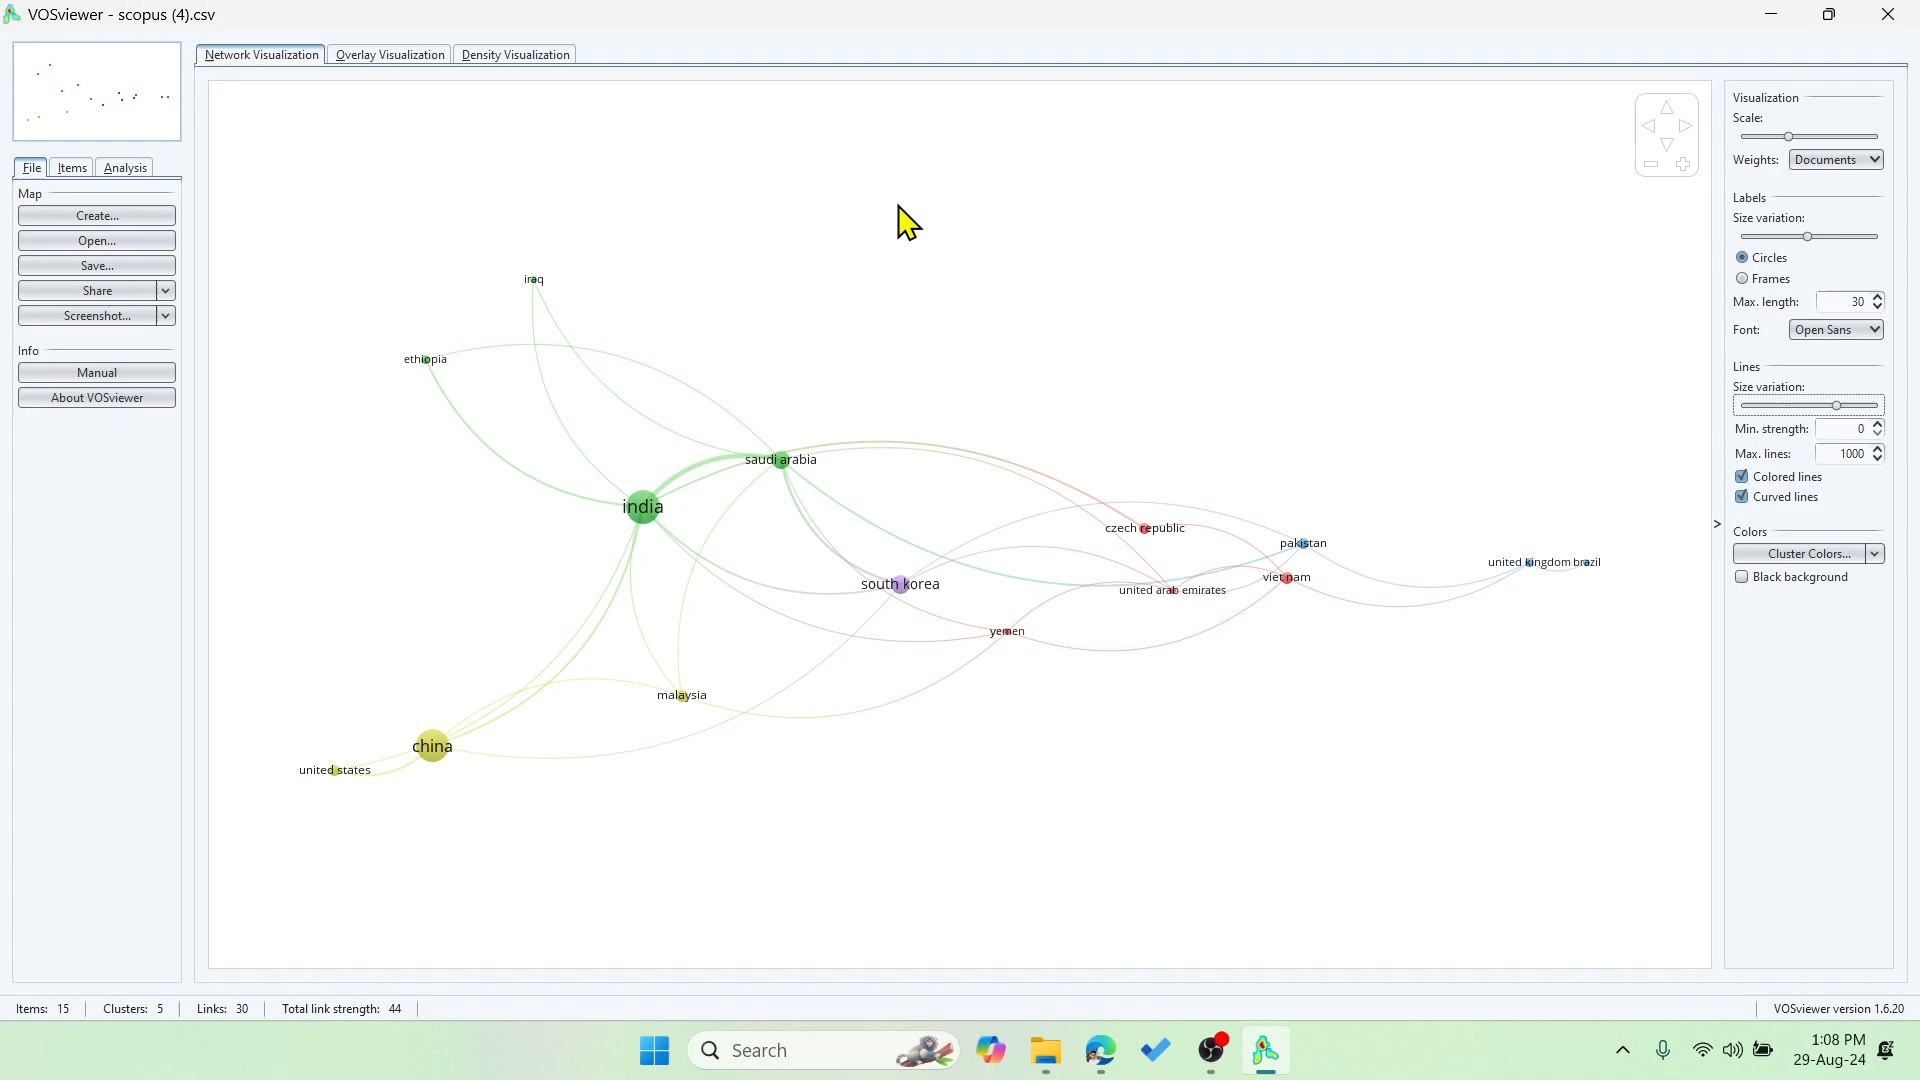 VOSviewer - scopus (4).csv
Network Visualization
Overlay Visualization
Density Visualization
File
Items
Analysis
Map
Create...
Open...
Save...
Share
Screenshot...
Info
Manual
About VOSviewer
iraq
ethiopia
saudi arabia
india
czech republic
pakistan
united kingdom
brazil
viet nam
south korea
united arab emirates
yemen
malaysia
china
united states
Visualization
Scale:
Weights: Documents
Labels
Size variation:
Circles
Frames
Max. length: 30
Font: Open Sans
Lines
Size variation:
Min. strength: 0
Max. lines: 1000
Colored lines
Curved lines
>
Colors
Cluster Colors...
Black background
Items: 15
Clusters: 5
Links: 30
Total link strength: 44
VOSviewer version 1.6.20
Search
1:08 PM
29-Aug-24